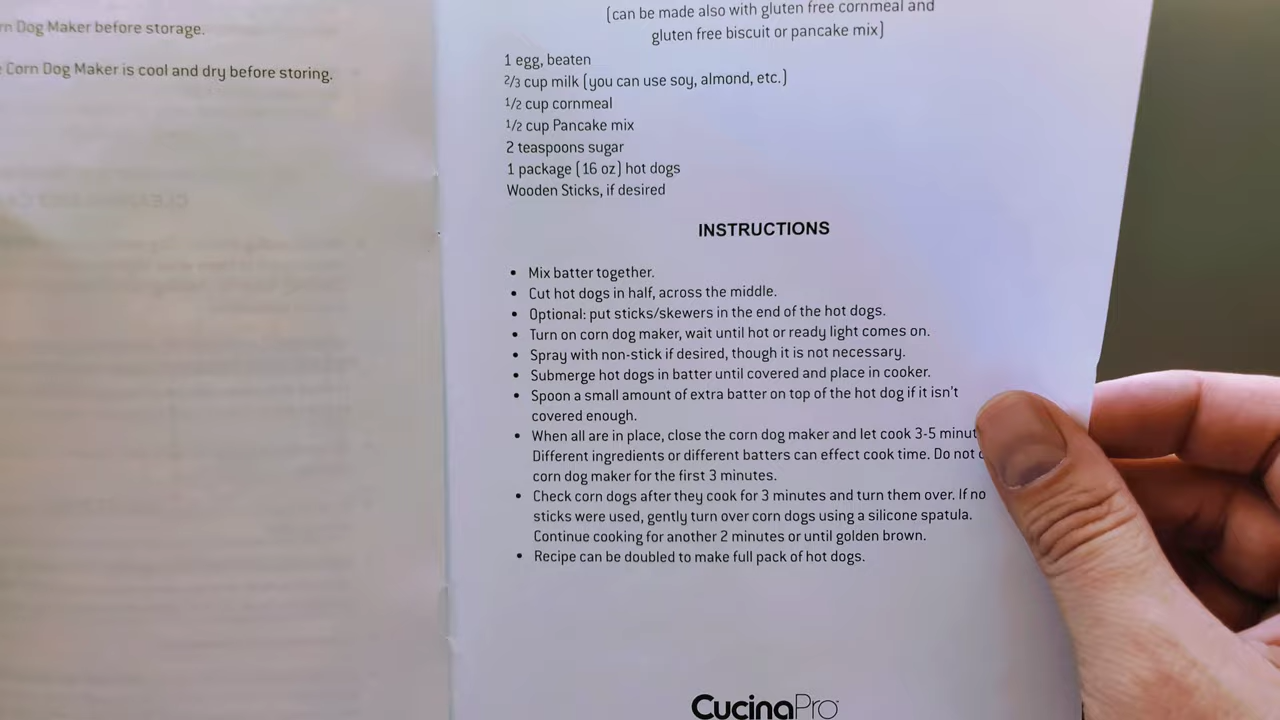 rn Dog Maker before storage.
Corn Dog Maker is cool and dry before storing.
(can be made also with gluten free cornmeal and
gluten free biscuit or pancake mix)
1 egg, beaten
2/3 cup milk (you can use soy, almond, etc.)
1/2 cup cornmeal
1/2 cup Pancake mix
2 teaspoons sugar
1 package (16 oz) hot dogs
Wooden Sticks, if desired
INSTRUCTIONS
• Mix batter together.
• Cut hot dogs in half, across the middle.
• Optional: put sticks/skewers in the end of the hot dogs.
• Turn on corn dog maker, wait until hot or ready light comes on.
• Spray with non-stick if desired, though it is not necessary.
• Submerge hot dogs in batter until covered and place in cooker.
• Spoon a small amount of extra batter on top of the hot dog if it isn't
covered enough.
• When all are in place, close the corn dog maker and let cook 3-5 minut
Different ingredients or different batters can effect cook time. Do not
corn dog maker for the first 3 minutes.
• Check corn dogs after they cook for 3 minutes and turn them over. If no
sticks were used, gently turn over corn dogs using a silicone spatula.
Continue cooking for another 2 minutes or until golden brown.
• Recipe can be doubled to make full pack of hot dogs.
CucinaPro